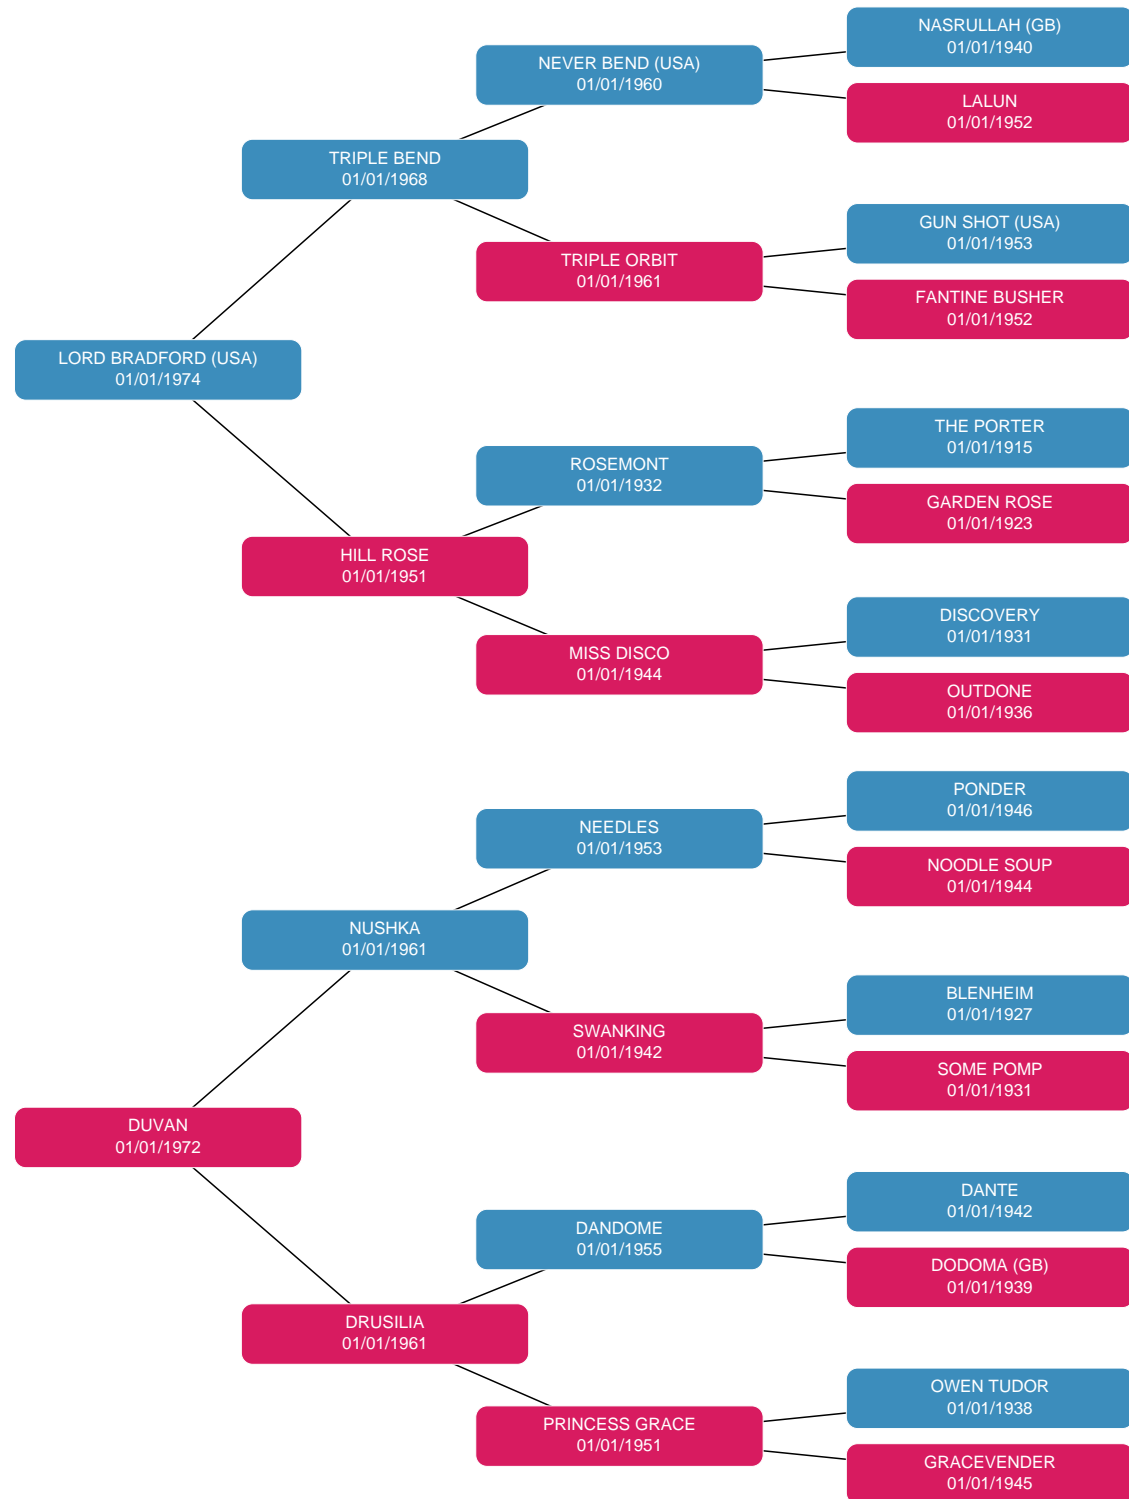 NASRULLAH (GB)
01/01/1940
NEVER BEND (USA)
01/01/1960
LALUN
01/01/1952
TRIPLE BEND
01/01/1968
GUN SHOT (USA)
01/01/1953
TRIPLE ORBIT
01/01/1961
FANTINE BUSHER
01/01/1952
LORD BRADFORD (USA)
01/01/1974
THE PORTER
01/01/1915
ROSEMONT
01/01/1932
GARDEN ROSE
01/01/1923
HILL ROSE
01/01/1951
DISCOVERY
01/01/1931
MISS DISCO
01/01/1944
OUTDONE
01/01/1936
PONDER
01/01/1946
NEEDLES
01/01/1953
NOODLE SOUP
01/01/1944
NUSHKA
01/01/1961
BLENHEIM
01/01/1927
SWANKING
01/01/1942
SOME POMP
01/01/1931
DUVAN
01/01/1972
DANTE
01/01/1942
DANDOME
01/01/1955
DODOMA (GB)
01/01/1939
DRUSILIA
01/01/1961
OWEN TUDOR
01/01/1938
PRINCESS GRACE
01/01/1951
GRACEVENDER
01/01/1945